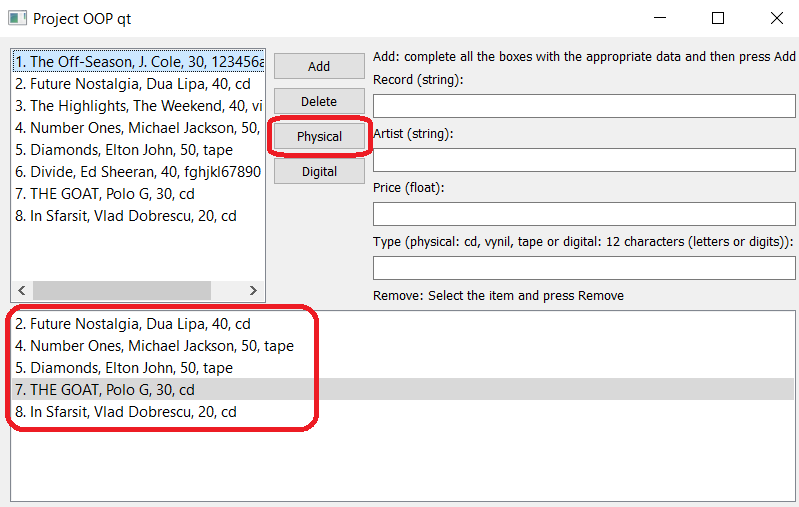 Project OOP qt
1. The Off-Season, J. Cole, 30, 123456a
2. Future Nostalgia, Dua Lipa, 40, cd
3. The Highlights, The Weekend, 40, vi
4. Number Ones, Michael Jackson, 50,
5. Diamonds, Elton John, 50, tape
6. Divide, Ed Sheeran, 40, fghjkl67890
7. THE GOAT, Polo G, 30, cd
8. In Sfarsit, Vlad Dobrescu, 20, cd
Add
Delete
Physical
Digital
Add: complete all the boxes with the appropriate data and then press Add
Record (string):
Artist (string):
Price (float):
Type (physical: cd, vynil, tape or digital: 12 characters (letters or digits)):
Remove: Select the item and press Remove
2. Future Nostalgia, Dua Lipa, 40, cd
4. Number Ones, Michael Jackson, 50, tape
5. Diamonds, Elton John, 50, tape
7. THE GOAT, Polo G, 30, cd
8. In Sfarsit, Vlad Dobrescu, 20, cd